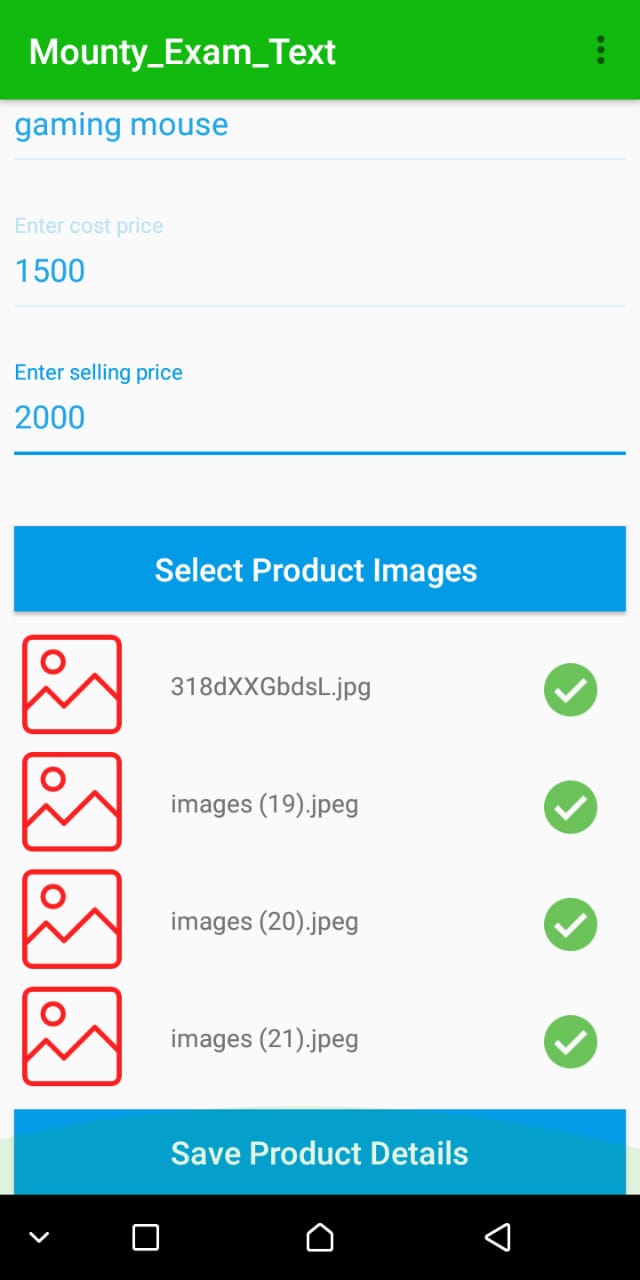 Mounty_Exam_Text
gaming mouse
Enter cost price
1500
Enter selling price
2000
Select Product Images
318dXXGbdsL.jpg
images (19).jpeg
images (20).jpeg
images (21).jpeg
Save Product Details